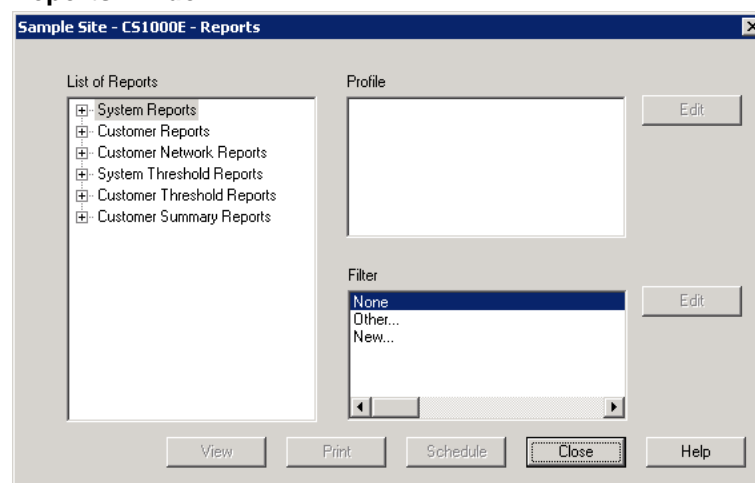 Sample Site - CS1000E - Reports
List of Reports
System Reports
Customer Reports
Customer Network Reports
System Threshold Reports
Customer Threshold Reports
Customer Summary Reports
Profile
Edit
Filter
None
Other...
New...
Edit
View
Print
Schedule
Close
Help